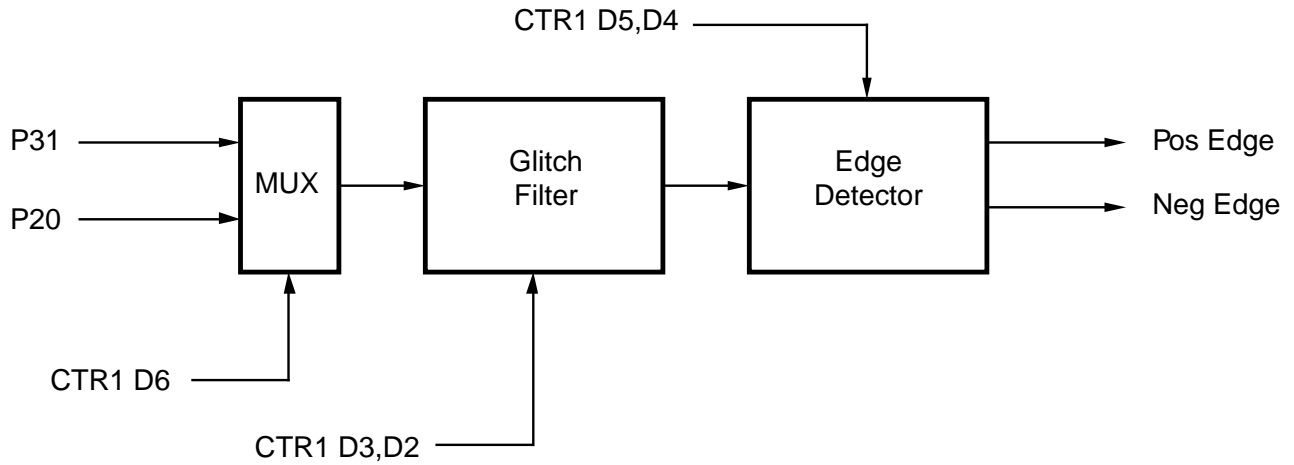 CTR1 D5,D4
P31
P20
MUX
Glitch
Filter
Edge
Detector
Pos Edge
Neg Edge
CTR1 D6
CTR1 D3,D2